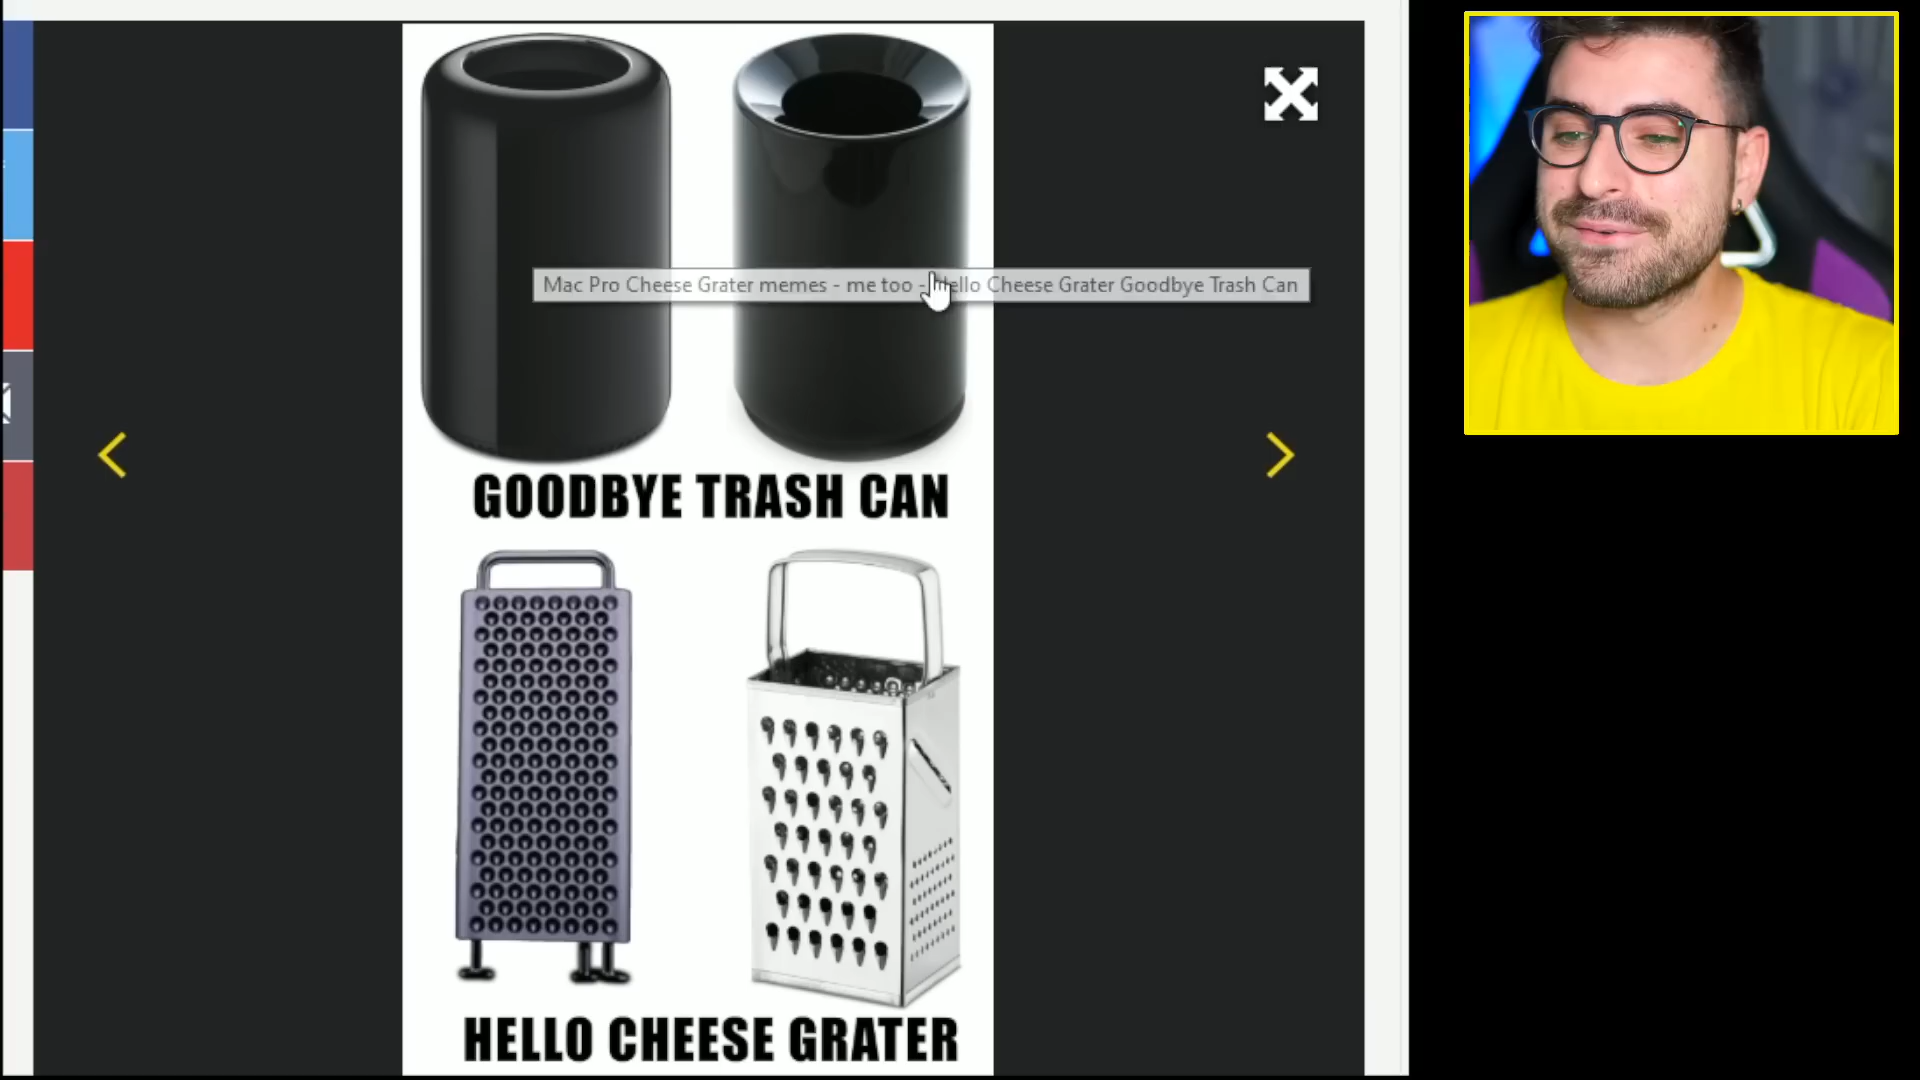 Mac Pro Cheese Grater memes - me too - Hello Cheese Grater Goodbye Trash Can
GOODBYE TRASH CAN
HELLO CHEESE GRATER